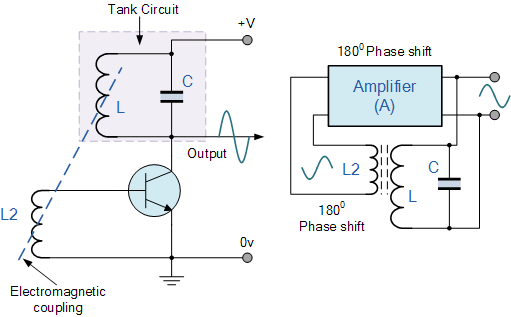 Tank Circuit
+V
C
L
Output
L2
0v
Electromagnetic
coupling
180⁰ Phase shift
Amplifier
(A)
L2
C
L
180⁰
Phase shift